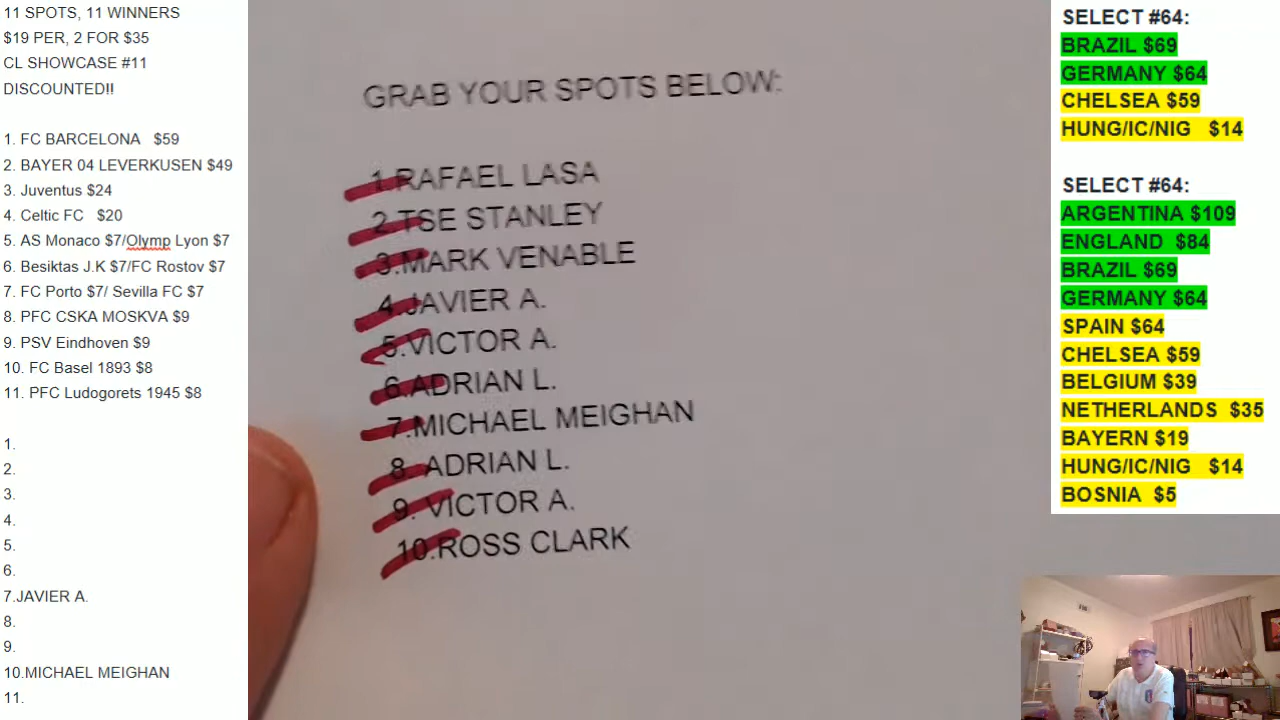 11 SPOTS, 11 WINNERS
$19 PER, 2 FOR $35
CL SHOWCASE #11
DISCOUNTED!!
1. FC BARCELONA $59
2. BAYER 04 LEVERKUSEN $49
3. Juventus $24
4. Celtic FC $20
5. AS Monaco $7/Olymp Lyon $7
6. Besiktas J.K $7/FC Rostov $7
7. FC Porto $7/ Sevilla FC $7
8. PFC CSKA MOSKVA $9
9. PSV Eindhoven $9
10. FC Basel 1893 $8
11. PFC Ludogorets 1945 $8
1.
2.
3.
4.
5.
6.
7.JAVIER A.
8.
9.
10.MICHAEL MEIGHAN
11.
GRAB YOUR SPOTS BELOW:
1.RAFAEL LASA
2.TSE STANLEY
3.MARK VENABLE
4.JAVIER A.
5.VICTOR A.
6.ADRIAN L.
7.MICHAEL MEIGHAN
8. ADRIAN L.
9. VICTOR A.
10.ROSS CLARK
SELECT #64:
BRAZIL $69
GERMANY $64
CHELSEA $59
HUNG/IC/NIG $14
SELECT #64:
ARGENTINA $109
ENGLAND $84
BRAZIL $69
GERMANY $64
SPAIN $64
CHELSEA $59
BELGIUM $39
NETHERLANDS $35
BAYERN $19
HUNG/IC/NIG $14
BOSNIA $5